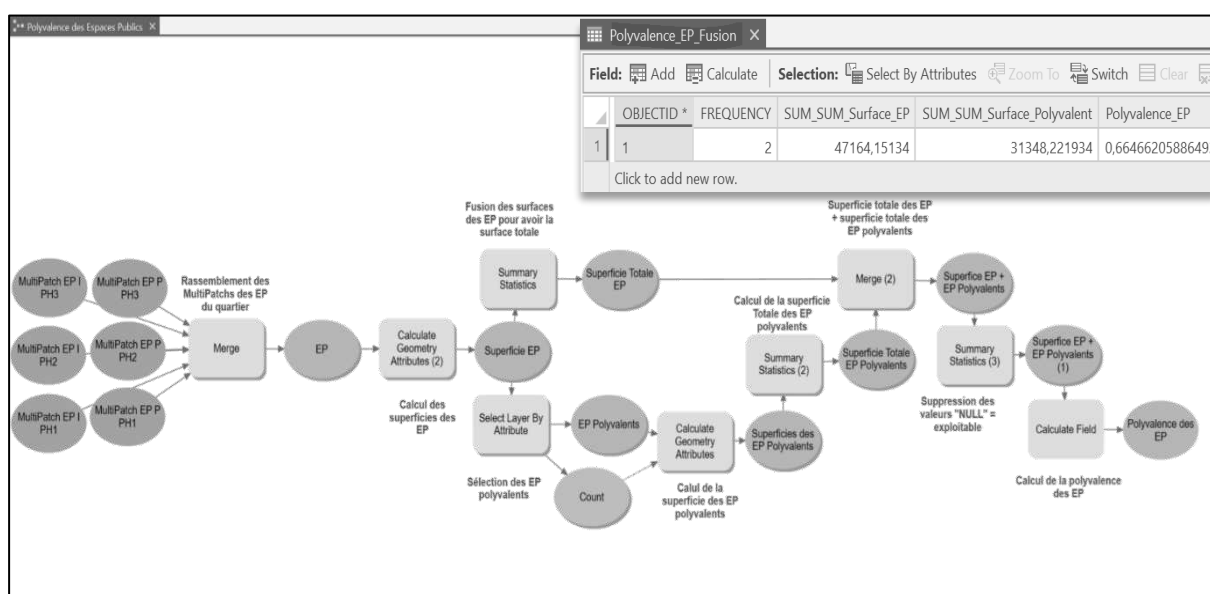 Polyvalence des Espaces Publics ×
Polyvalence_EP_Fusion ×
Field: Add Calculate Selection: Select By Attributes Zoom To Switch Clear
OBJECTID * FREQUENCY SUM_SUM_Surface_EP SUM_SUM_Surface_Polyvalent Polyvalence_EP
1 1 2 47164,15134 31348,221934 0,6646620588649
Click to add new row.
Fusion des surfaces
des EP pour avoir la
surface totale
Superficie totale des EP
+ superficie totale des
EP polyvalents
MultiPatch EP I
PH3
MultiPatch EP P
PH3
Rassemblement des
MultiPatchs des EP
du quartier
Summary
Statistics
Superficie Totale
EP
Merge (2)
Superfice EP +
EP Polyvalents
Calcul de la superficie
Totale des EP
polyvalents
MultiPatch EP I
PH2
MultiPatch EP P
PH2
Merge
EP
Calculate
Geometry
Attributes (2)
Superficie EP
Summary
Statistics (2)
Superficie Totale
EP Polyvalents
Summary
Statistics (3)
Superfice EP +
EP Polyvalents
(1)
MultiPatch EP I
PH1
MultiPatch EP P
PH1
Calcul des
superficies des
EP
Select Layer By
Attribute
EP Polyvalents
Calculate
Geometry
Attributes
Superficies des
EP Polyvalents
Suppression des
valeurs "NULL" =
exploitable
Calculate Field
Polyvalence des
EP
Sélection des EP
polyvalents
Count
Calul de la
superficie des EP
polyvalents
Calcul de la polyvalence
des EP